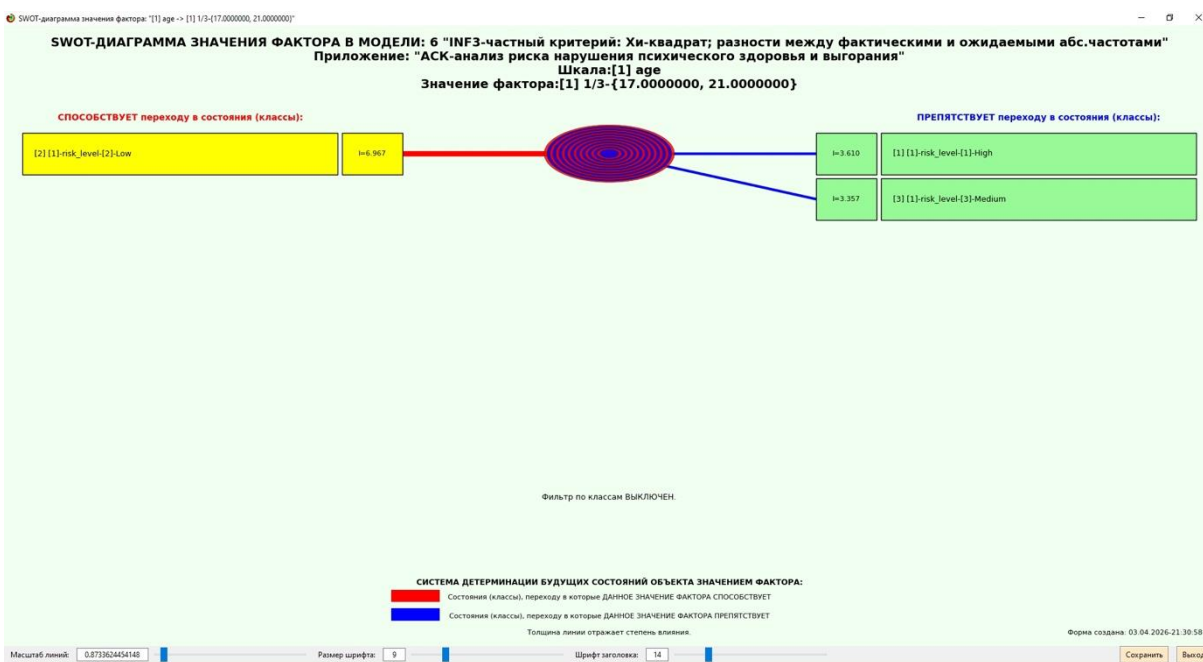 SWOT-диаграмма значения фактора: "[1] age -> [1] 1/3-{17.0000000, 21.0000000}"
SWOT-ДИАГРАММА ЗНАЧЕНИЯ ФАКТОРА В МОДЕЛИ: 6 "INF3-частный критерий: Хи-квадрат; разности между фактическими и ожидаемыми абс.частотами"
Приложение: "АСК-анализ риска нарушения психического здоровья и выгорания"
Шкала:[1] age
Значение фактора:[1] 1/3-{17.0000000, 21.0000000}
СПОСОБСТВУЕТ переходу в состояния (классы):
ПРЕПЯТСТВУЕТ переходу в состояния (классы):
[2] [1]-risk_level-[2]-Low
I=6.967
I=3.610
[1] [1]-risk_level-[1]-High
I=3.357
[3] [1]-risk_level-[3]-Medium
Фильтр по классам ВЫКЛЮЧЕН.
СИСТЕМА ДЕТЕРМИНАЦИИ БУДУЩИХ СОСТОЯНИЙ ОБЪЕКТА ЗНАЧЕНИЕМ ФАКТОРА:
Состояния (классы), переходу в которые ДАННОЕ ЗНАЧЕНИЕ ФАКТОРА СПОСОБСТВУЕТ
Состояния (классы), переходу в которые ДАННОЕ ЗНАЧЕНИЕ ФАКТОРА ПРЕПЯТСТВУЕТ
Толщина линии отражает степень влияния.
Форма создана: 03.04.2026-21:30:58
Масштаб линий: 0.8733624454148
Размер шрифта: 9
Шрифт заголовка: 14
Сохранить
Выход